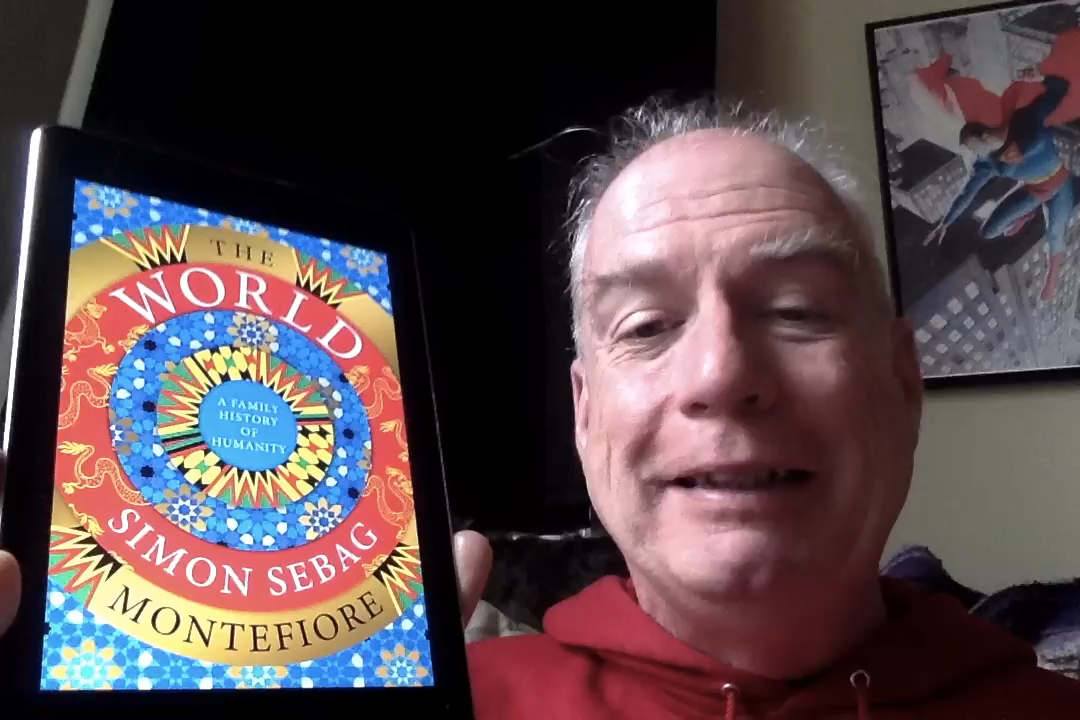 THE
WORLD
A FAMILY
HISTORY
OF
HUMANITY
SIMON SEBAG
MONTEFIORE